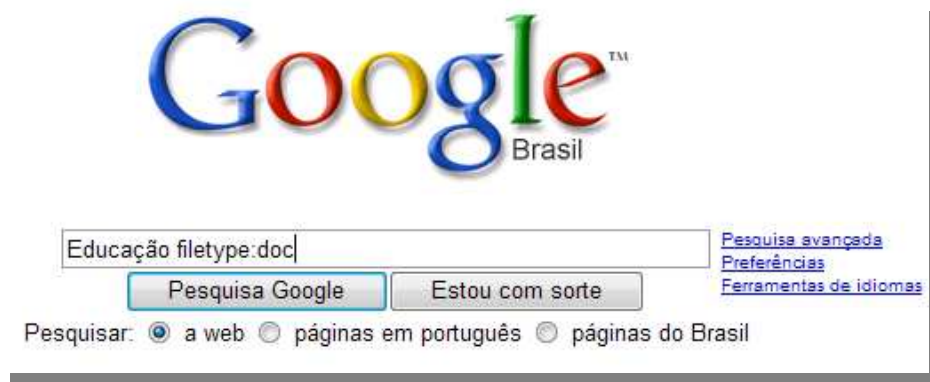 Google™
Brasil
Educação filetype:doc
Pesquisa avançada
Preferências
Ferramentas de idiomas
Pesquisa Google Estou com sorte
Pesquisar: a web páginas em português páginas do Brasil